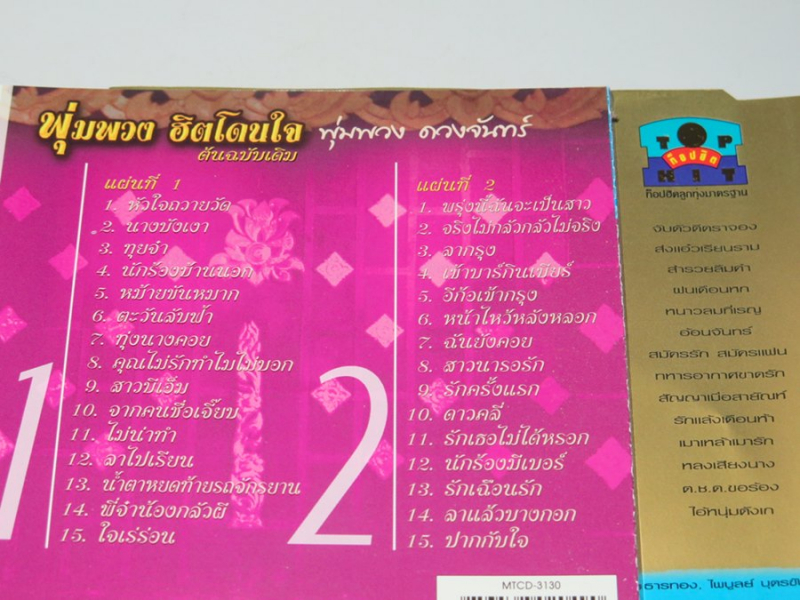 พุ่มพวง ฮิตโดนใจ พุ่มพวง ดวงจันทร์
ต้นฉบับเดิม
แผ่นที่ 1
1. หัวใจถวายวัด
2. นางบังเงา
3. ทุยจ๋า
4. นักร้องบ้านนอก
5. หม้ายขันหมาก
6. ตะวันลับฟ้า
7. ทุ่งนางคอย
8. คุณไม่รักทำไมไม่บอก
9. สาวมีเวิ้บ
10. จากคนชื่อเจี๊ยบ
11. ไม่น่าทำ
12. ลาไปเรียน
13. น้ำตาหยดท้ายรถจักรยาน
14. พี่จ๋าน้องกลัวผี
15. ใจเร่ร่อน
1
แผ่นที่ 2
1. พรุ่งนี้ฉันจะเป็นสาว
2. จริงไม่กลัวกลัวไม่จริง
3. ลากรุง
4. เข้าบาร์กินเบียร์
5. อีก้อเข้ากรุง
6. หน้าไหว้หลังหลอก
7. ฉันยังคอย
8. สาวนารอรัก
9. รักครั้งแรก
10. ดาวคลี่
11. รักเธอไม่ได้หรอก
12. นักร้องมีเบอร์
13. รักเฉือนรัก
14. ลาแล้วบางกอก
15. ปากกับใจ
2
MTCD-3130
TOP
ท็อปฮิต
HIT
ท็อปฮิตลูกทุ่งมาตรฐาน
จับตัวตีตราจอง
ส่งแอ๋วเรียนราม
สำรวยลืมตำ
ฝนเดือนหก
หนาวลมที่เรณู
อ้อนจันทร์
สมัครรัก สมัครแฟน
ทหารอากาศขาดรัก
สัญญาเมื่อสายัณห์
รักแล้งเดือนห้า
เมาเหล้าเมารัก
หลงเสียงนาง
ต.ช.ด.ขอร้อง
ไอ้หนุ่มตังเก
ธารทอง, ไพบูลย์ บุตรขัน